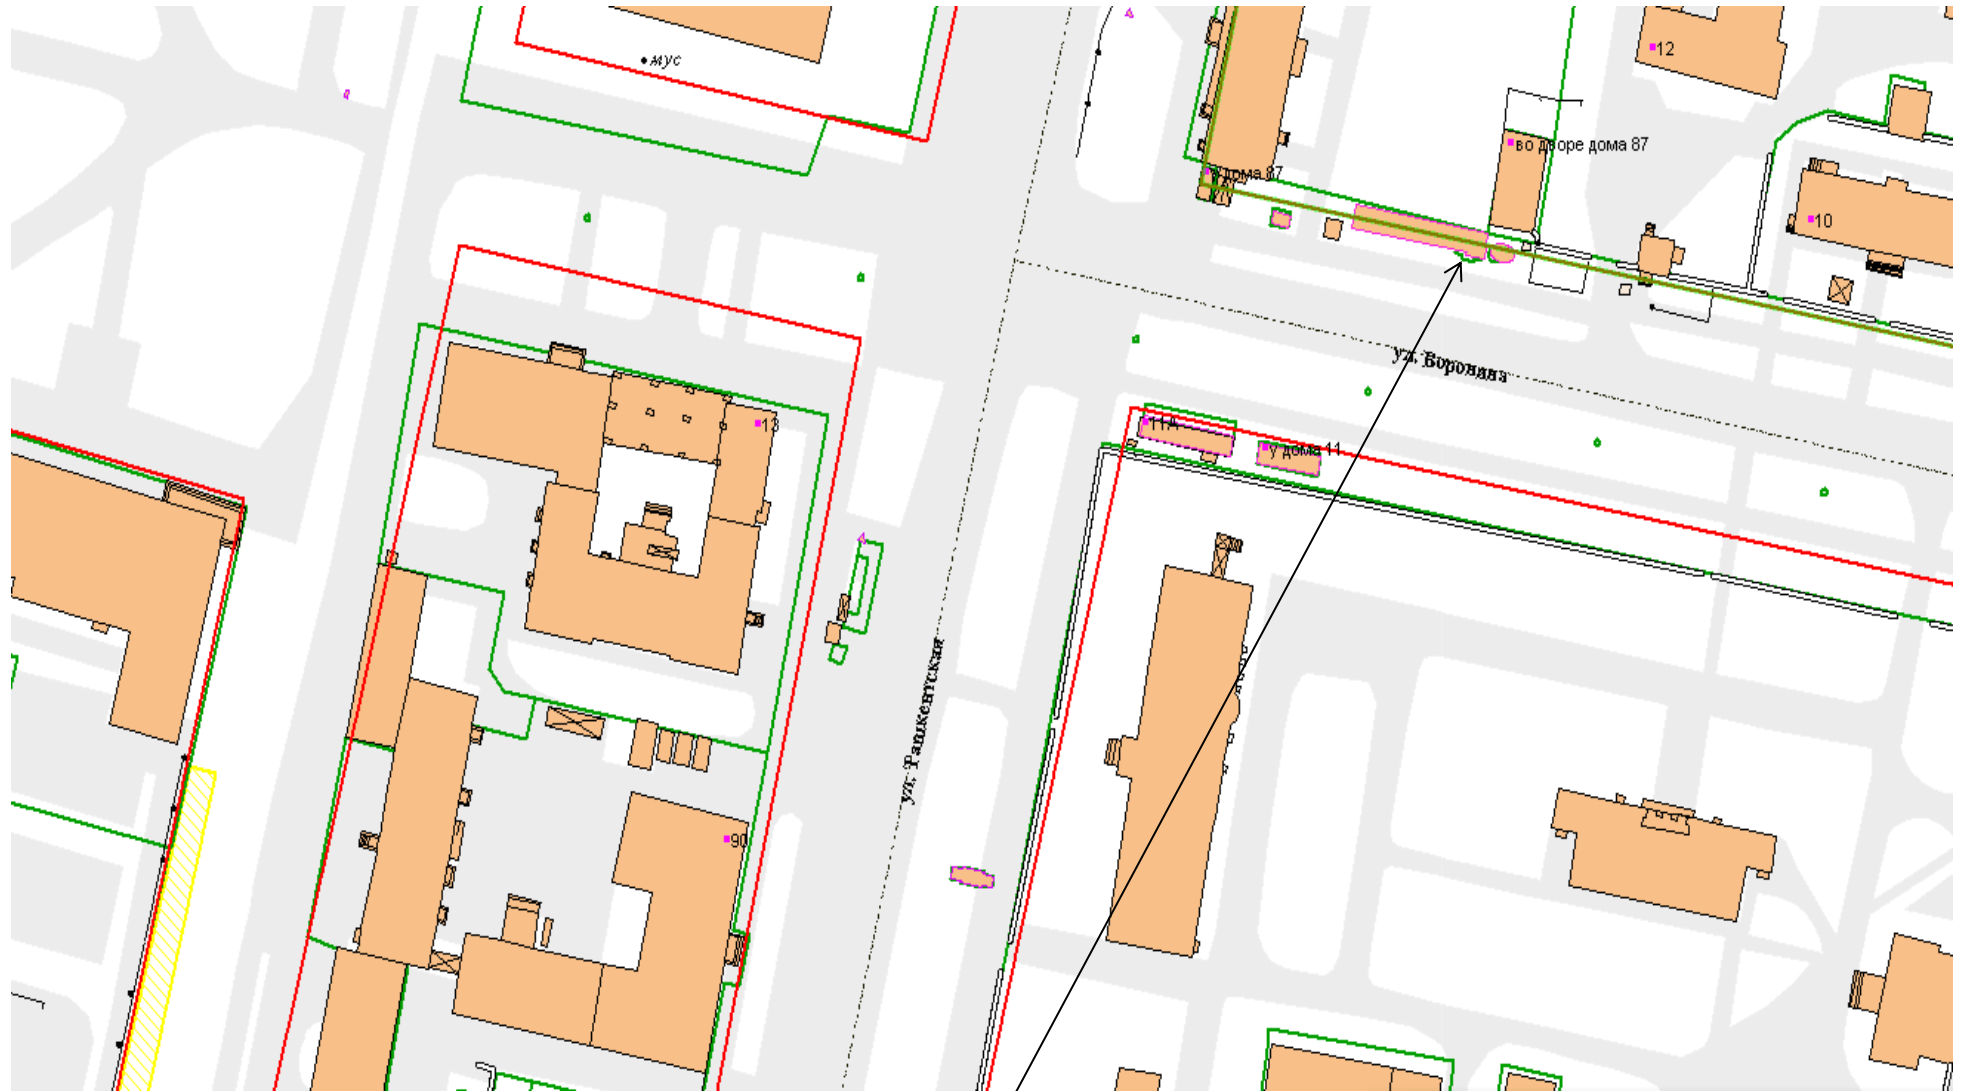 мус
12
во дворе дома 87
у дома 87
10
ул. Воронина
13
11А
у дома 11
ул. Ташкентская
90